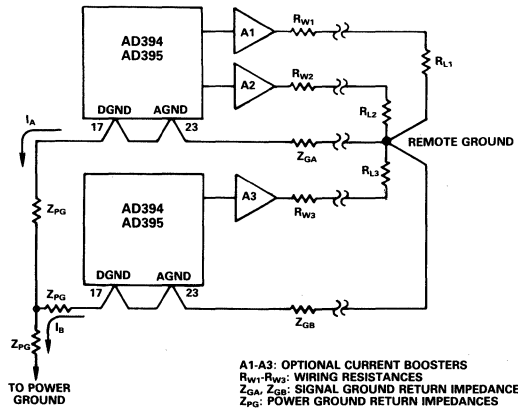 AD394
AD395
A1
RW1
RL1
A2
RW2
RL2
IA
DGND
AGND
17
23
ZGA
REMOTE GROUND
RL3
ZPG
AD394
AD395
A3
RW3
DGND
AGND
ZPG
17
23
IB
ZGB
ZPG
TO POWER
GROUND
A1-A3: OPTIONAL CURRENT BOOSTERS
RW1-RW3: WIRING RESISTANCES
ZGA, ZGB: SIGNAL GROUND RETURN IMPEDANCE
ZPG: POWER GROUND RETURN IMPEDANCES